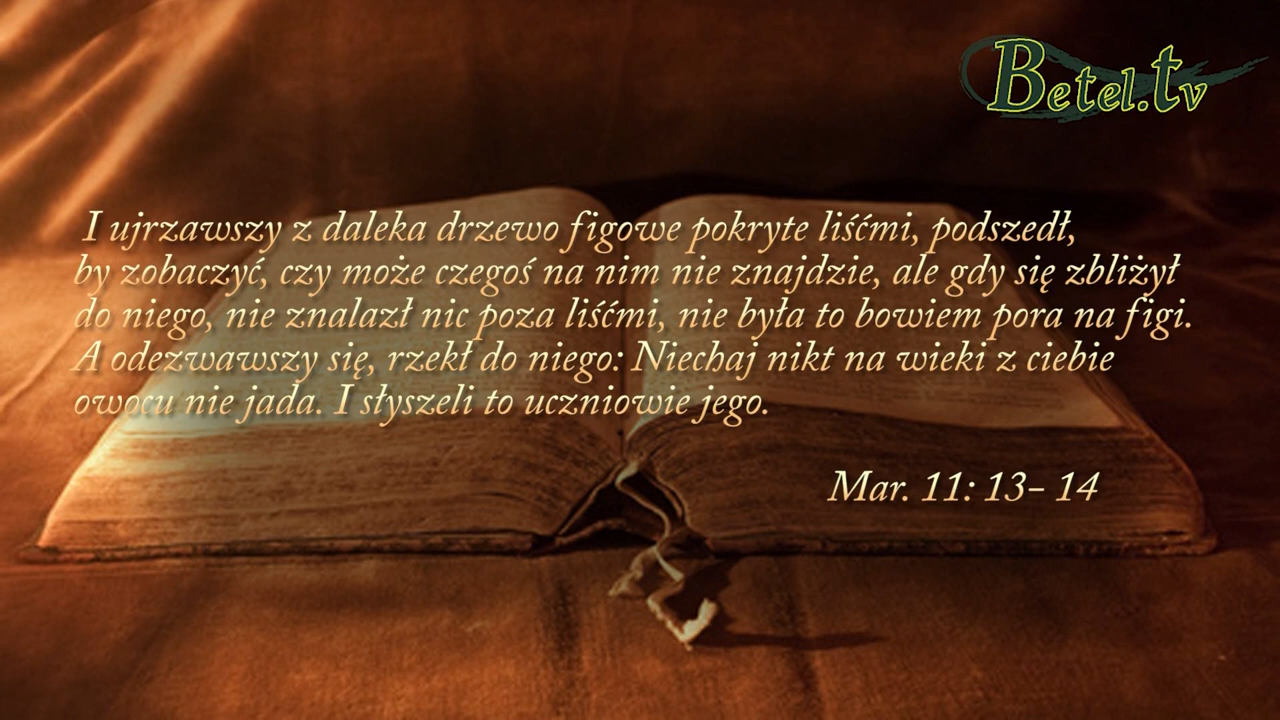 Betel.tv
I ujrzawszy z daleka drzewo figowe pokryte liśćmi, podszedł,
by zobaczyć, czy może czegoś na nim nie znajdzie, ale gdy się zbliżył
do niego, nie znalazł nic poza liśćmi, nie była to bowiem pora na figi.
A odezwawszy się, rzekł do niego: Niechaj nikt na wieki z ciebie
owocu nie jada. I słyszeli to uczniowie jego.
Mar. 11: 13- 14